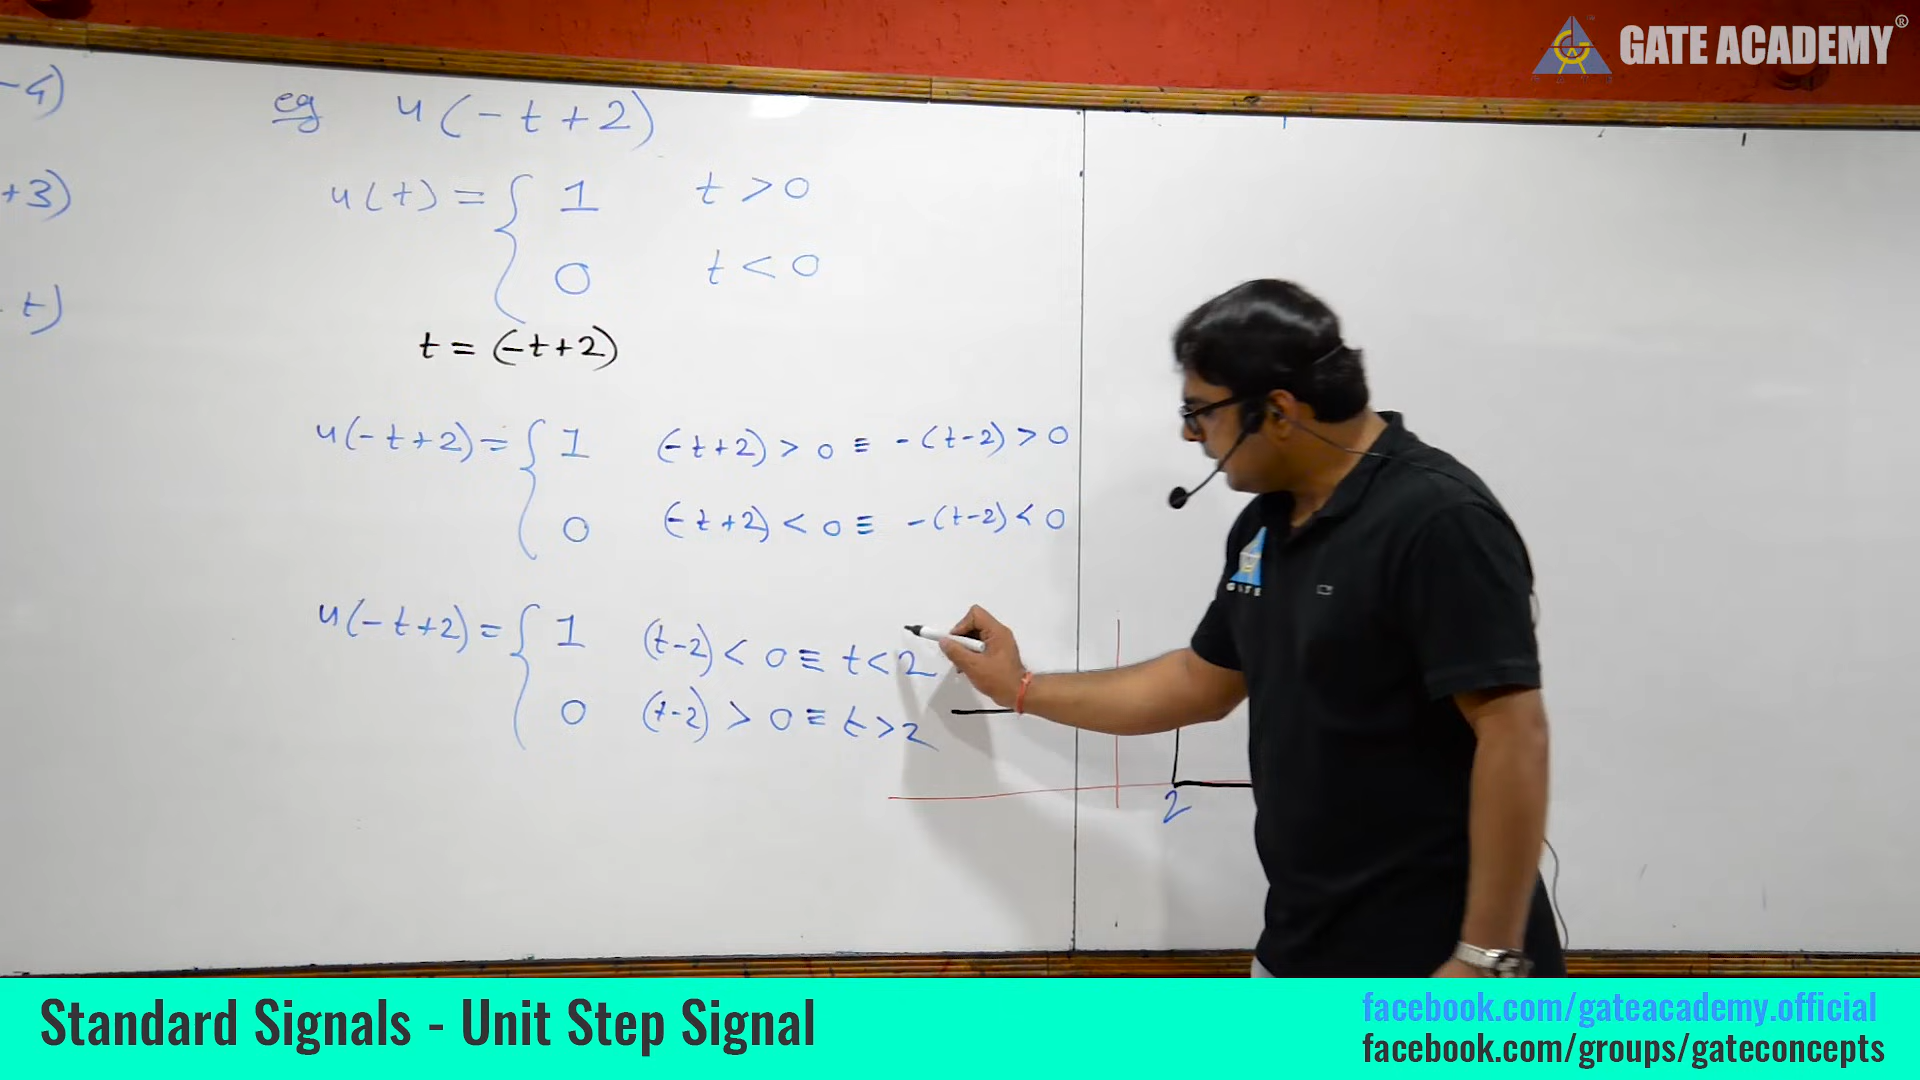 GATE ACADEMY®
-4)
+3)
t)
eg u(-t+2)
u(t) = { 1 t > 0
0 t < 0
t = (-t+2)
u(-t+2) = { 1 (-t+2) > 0 ≡ -(t-2) > 0
0 (-t+2) < 0 ≡ -(t-2) < 0
u(-t+2) = { 1 (t-2) < 0 ≡ t < 2
0 (t-2) > 0 ≡ t > 2
2
GATE
Standard Signals - Unit Step Signal
facebook.com/gateacademy.official
facebook.com/groups/gateconcepts